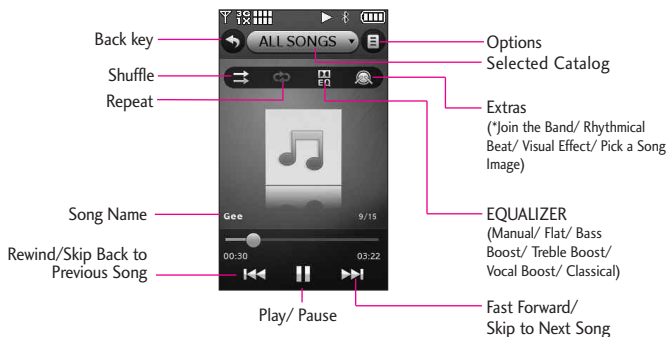 3G
1X
Back key
ALL SONGS
Options
Selected Catalog
Shuffle
EQ
Repeat
Extras
(*Join the Band/ Rhythmical
Beat/ Visual Effect/ Pick a Song
Image)
Song Name
Gee
9/15
EQUALIZER
(Manual/ Flat/ Bass
Boost/ Treble Boost/
Vocal Boost/ Classical)
Rewind/Skip Back to
Previous Song
00:30
03:22
Play/ Pause
Fast Forward/
Skip to Next Song